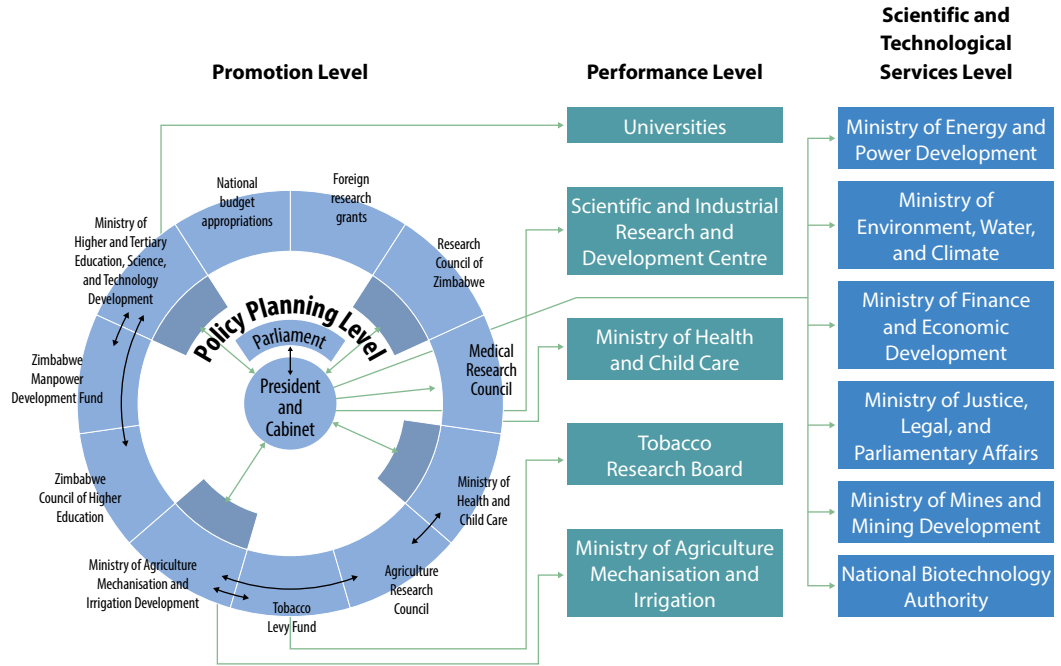 Promotion Level
Performance Level
Scientific and
Technological
Services Level
National
budget
appropriations
Foreign
research
grants
Research
Council of
Zimbabwe
Medical
Research
Council
Ministry of
Health and
Child Care
Agriculture
Research
Council
Tobacco
Levy Fund
Ministry of Agriculture
Mechanisation and
Irrigation Development
Zimbabwe
Council of Higher
Education
Zimbabwe
Manpower
Development Fund
Ministry of
Higher and Tertiary
Education, Science,
and Technology
Development
Policy Planning Level
Parliament
President
and
Cabinet
Universities
Scientific and Industrial
Research and
Development Centre
Ministry of Health
and Child Care
Tobacco
Research Board
Ministry of Agriculture
Mechanisation and
Irrigation
Ministry of Energy and
Power Development
Ministry of
Environment, Water,
and Climate
Ministry of Finance
and Economic
Development
Ministry of Justice,
Legal, and
Parliamentary Affairs
Ministry of Mines and
Mining Development
National Biotechnology
Authority